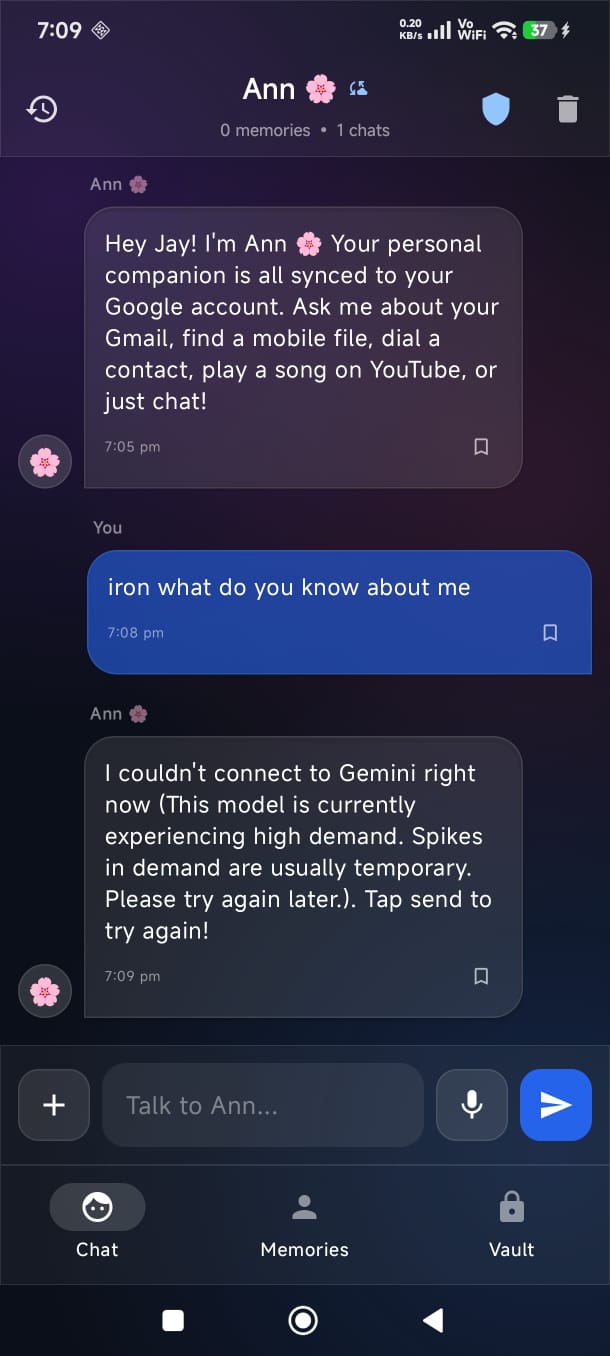 7:09
0.20 KB/s Vo WiFi 37
Ann 🌸
0 memories • 1 chats
Ann 🌸
Hey Jay! I'm Ann 🌸 Your personal
companion is all synced to your
Google account. Ask me about your
Gmail, find a mobile file, dial a
contact, play a song on YouTube, or
just chat!
7:05 pm
You
iron what do you know about me
7:08 pm
Ann 🌸
I couldn't connect to Gemini right
now (This model is currently
experiencing high demand. Spikes
in demand are usually temporary.
Please try again later.). Tap send to
try again!
7:09 pm
Talk to Ann...
Chat Memories Vault